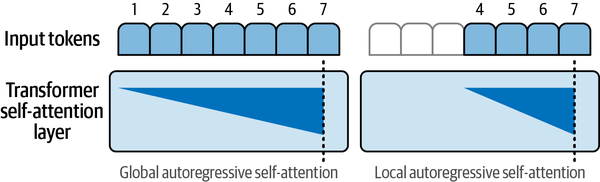 1 2 3 4 5 6 7 4 5 6 7
Input tokens
Transformer
self-attention
layer
Global autoregressive self-attention Local autoregressive self-attention